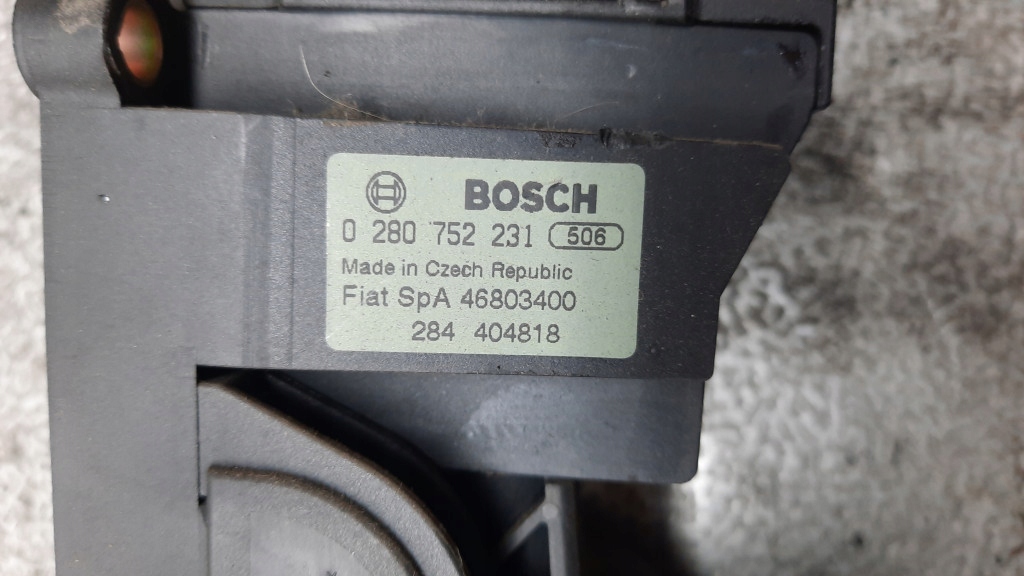 BOSCH
0 280 752 231 506
Made in Czech Republic
Fiat SpA 46803400
284 404818